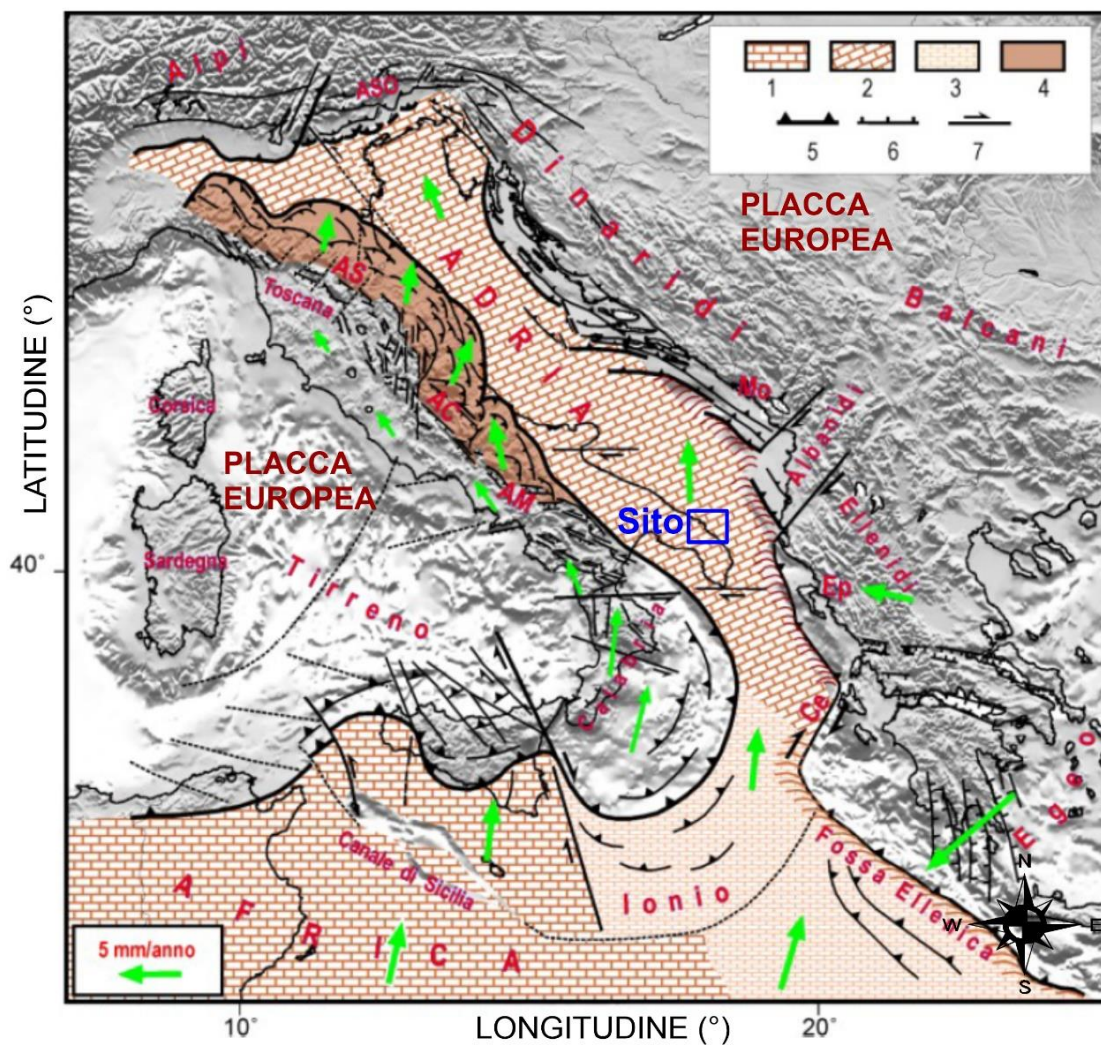 1 2 3 4
5 6 7
Alpi
ASO
Dinaridi
PLACCA
EUROPEA
Balcani
ADRIA
AS
Toscana
Corsica
AC
Mo
Albanidi
PLACCA
EUROPEA
AM
Sito
Ellenidi
LATITUDINE (°)
40°
Sardegna
Tirreno
Ep
Calabria
Ce
Egeo
Canale di Sicilia
Ionio
Fossa Ellenica
AFRICA
N
W E
S
5 mm/anno
10° 20°
LONGITUDINE (°)